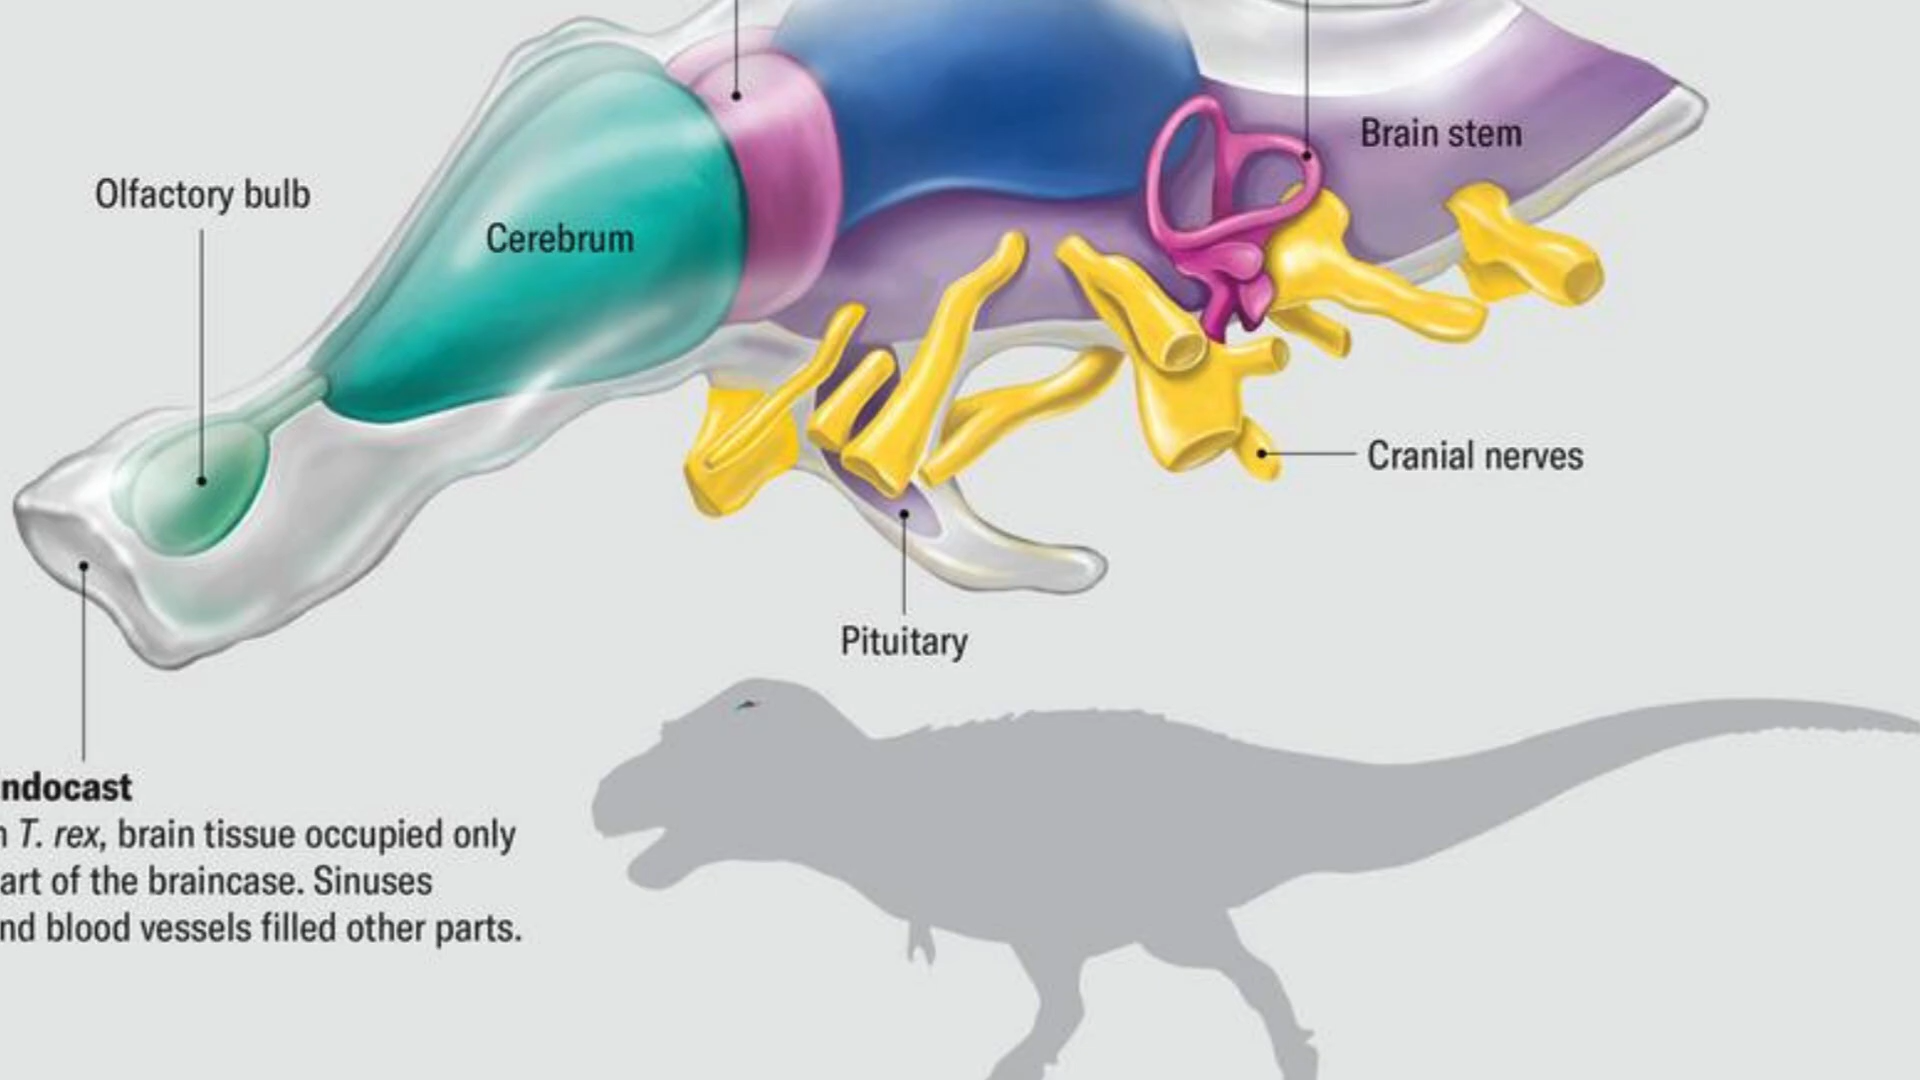 Brain stem
Olfactory bulb
Cerebrum
Cranial nerves
Pituitary
ndocast
n T. rex, brain tissue occupied only
art of the braincase. Sinuses
nd blood vessels filled other parts.